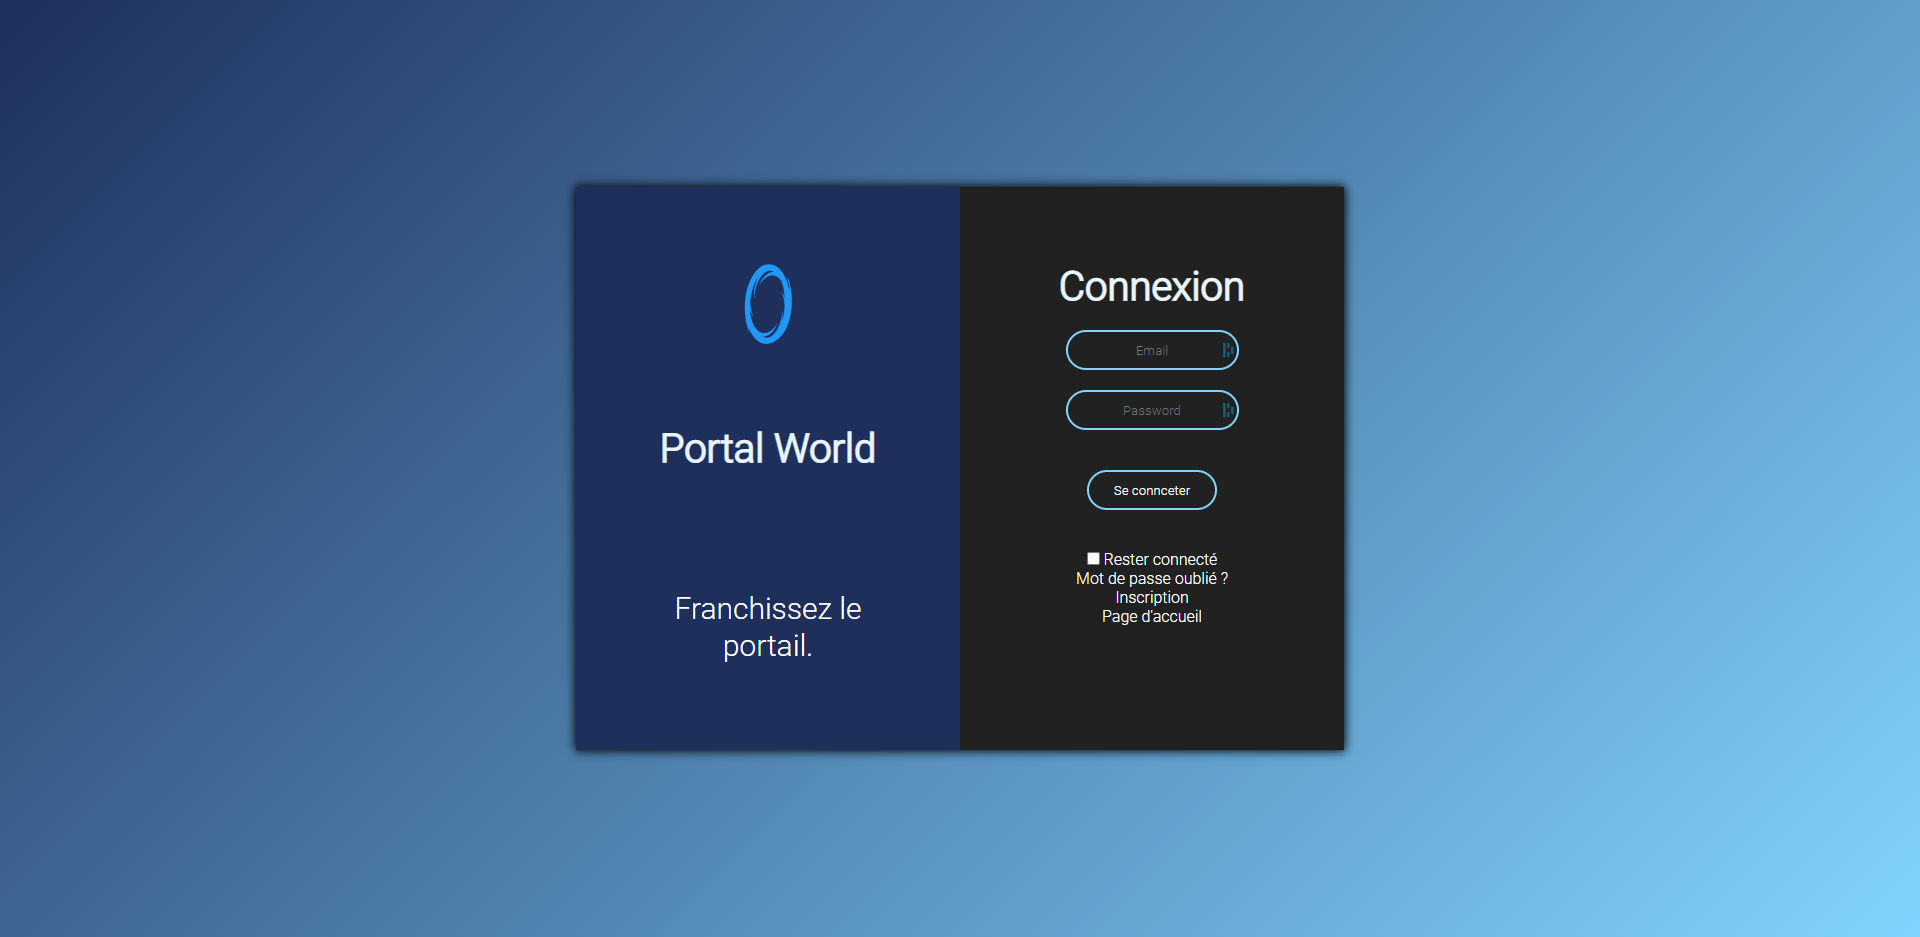 Portal World
Franchissez le
portail.
Connexion
Email
Password
Se connceter
Rester connecté
Mot de passe oublié ?
Inscription
Page d'accueil